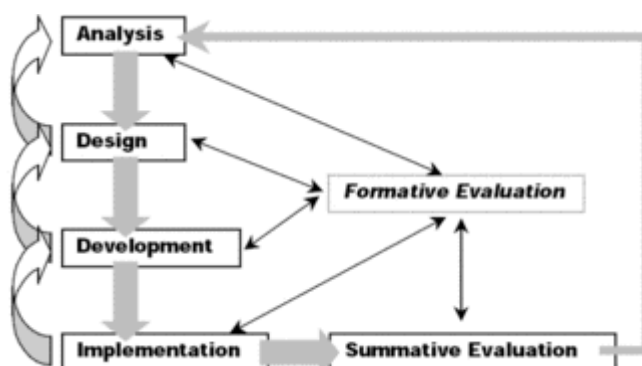 Analysis
Design
Formative Evaluation
Development
Implementation
Summative Evaluation